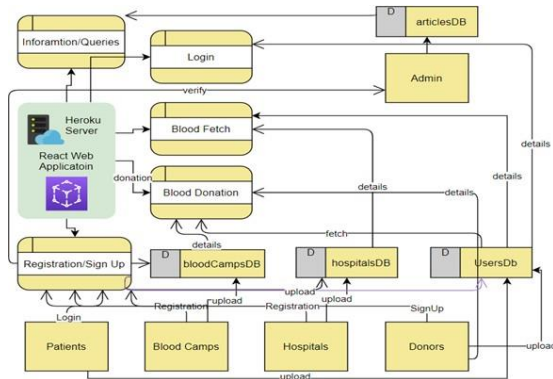 D
articlesDB
Inforamtion/Queries
Login
Admin
verify
Heroku
Server
React Web
Applicatoin
Blood Fetch
details
donation
Blood Donation
details
details
details
fetch
details
Registration/Sign Up
D
bloodCampsDB
D
hospitalsDB
D
UsersDb
upload
upload
upload
Login
Registration
Registration
SignUp
Patients
Blood Camps
Hospitals
Donors
upload
upload